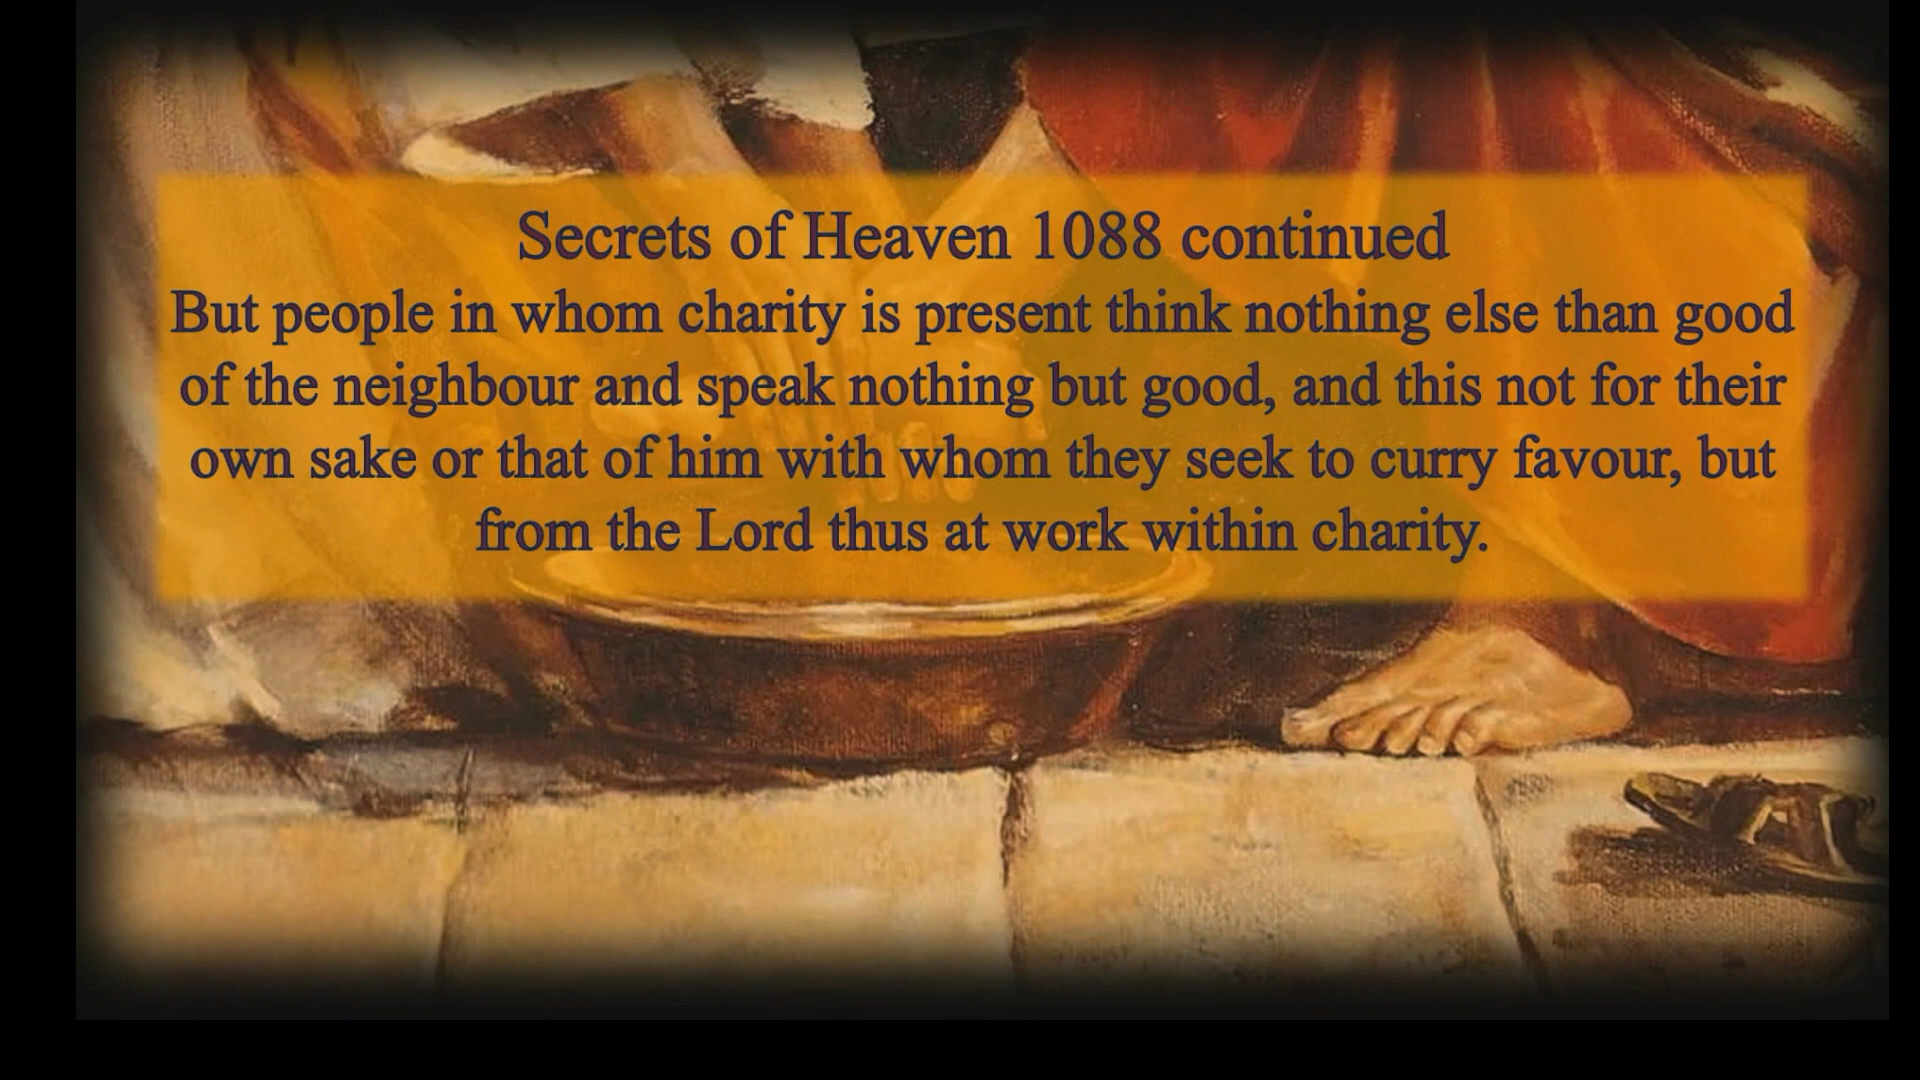 Secrets of Heaven 1088 continued
But people in whom charity is present think nothing else than good
of the neighbour and speak nothing but good, and this not for their
own sake or that of him with whom they seek to curry favour, but
from the Lord thus at work within charity.